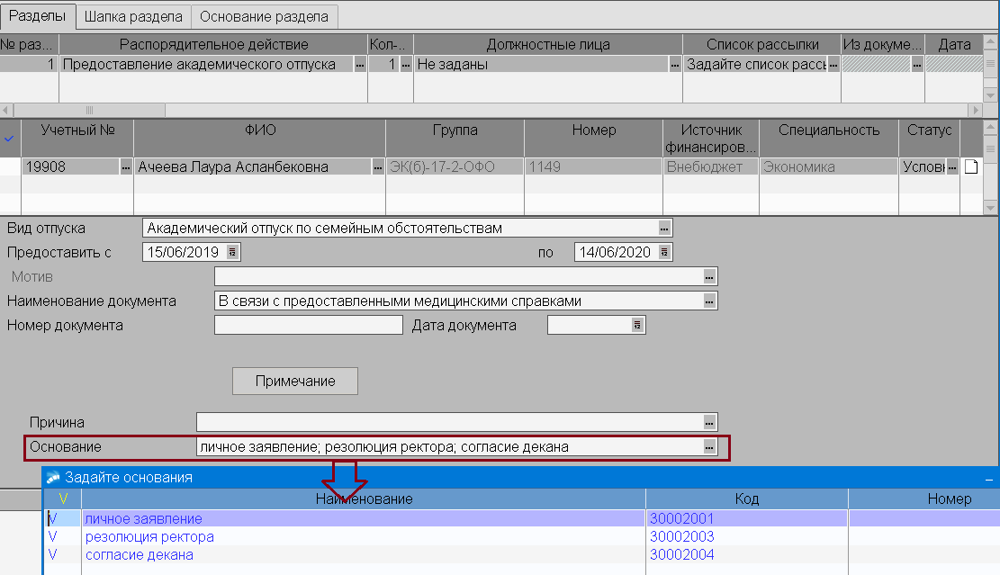 Разделы Шапка раздела Основание раздела
№ раз... Распорядительное действие Кол-.. Должностные лица Список рассылки Из докуме... Дата
1 Предоставление академического отпуска ... 1 ... Не заданы ... Задайте список рассы ... ...
Учетный № ФИО Группа Номер Источник финансиров... Специальность Статус
19908 ... Ачеева Лаура Асланбековна ... ЭК(б)-17-2-ОФО 1149 Внебюджет Экономика Условн ...
Вид отпуска Академический отпуск по семейным обстоятельствам ...
Предоставить с 15/06/2019 12 по 14/06/2020 12
Мотив ...
Наименование документа В связи с предоставленными медицинскими справками ...
Номер документа Дата документа 12
Примечание
Причина ...
Основание личное заявление; резолюция ректора; согласие декана ...
Задайте основания
V Наименование Код Номер
V личное заявление 30002001
V резолюция ректора 30002003
V согласие декана 30002004